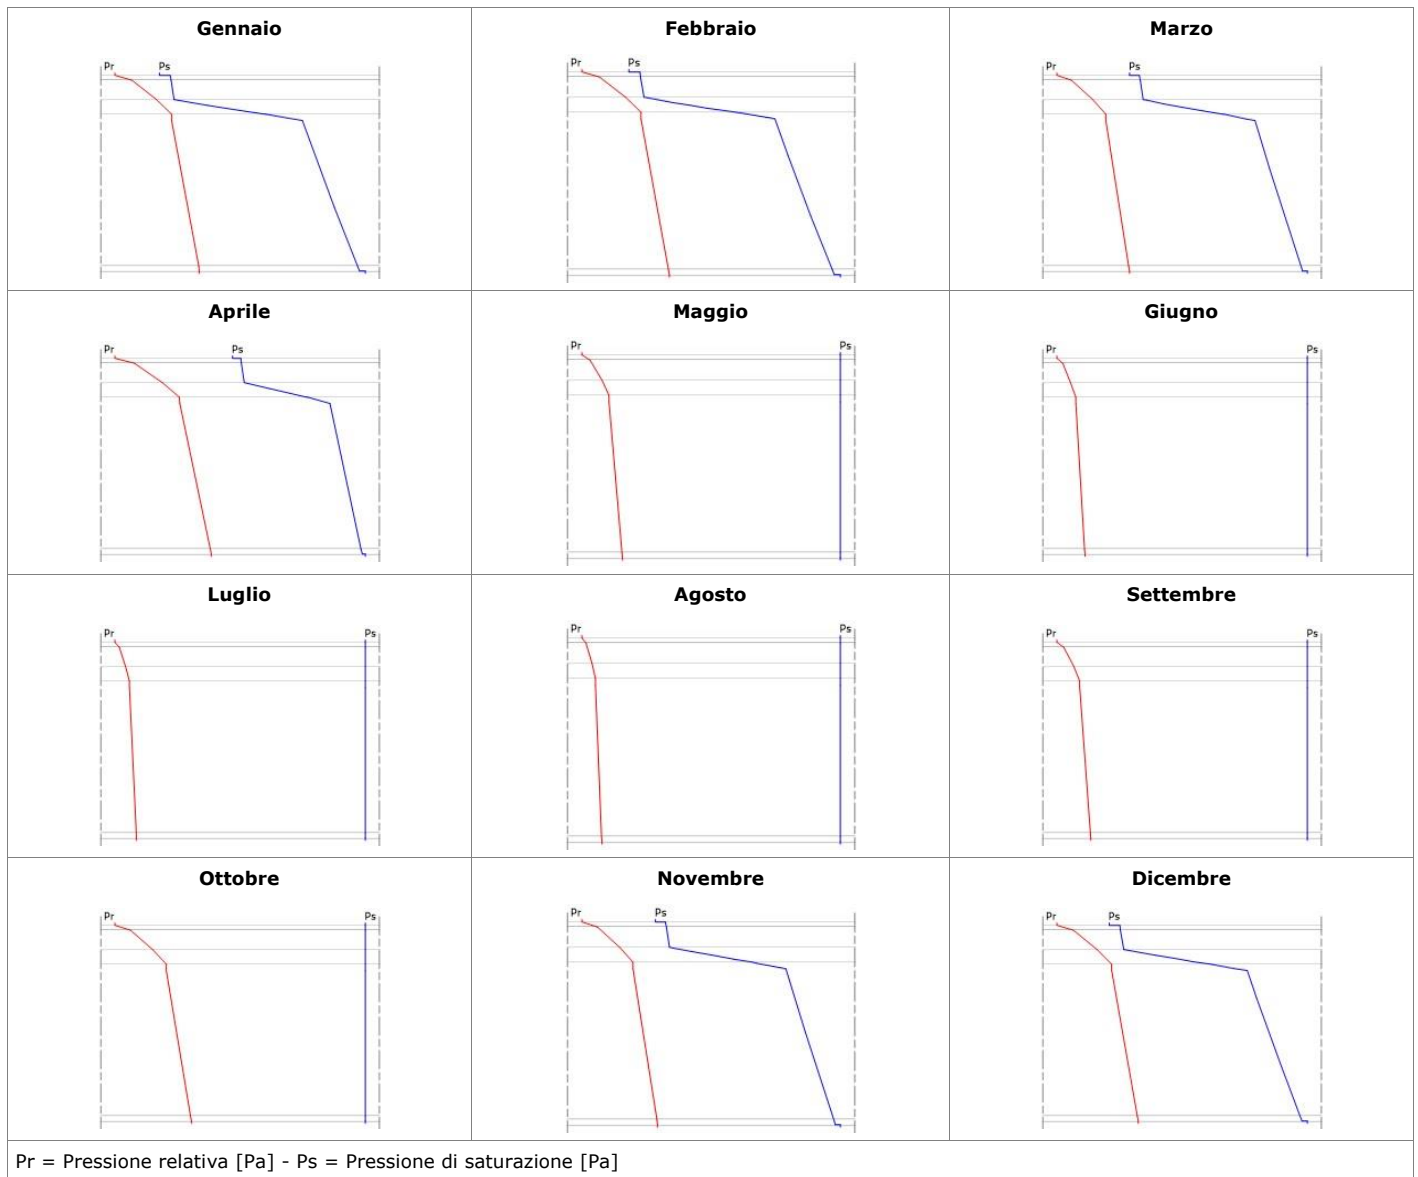 Gennaio
Febbraio
Marzo
Pr Ps
Pr Ps
Pr Ps
Aprile
Maggio
Giugno
Pr Ps
Pr Ps
Pr Ps
Luglio
Agosto
Settembre
Pr Ps
Pr Ps
Pr Ps
Ottobre
Novembre
Dicembre
Pr Ps
Pr Ps
Pr Ps
Pr = Pressione relativa [Pa] - Ps = Pressione di saturazione [Pa]